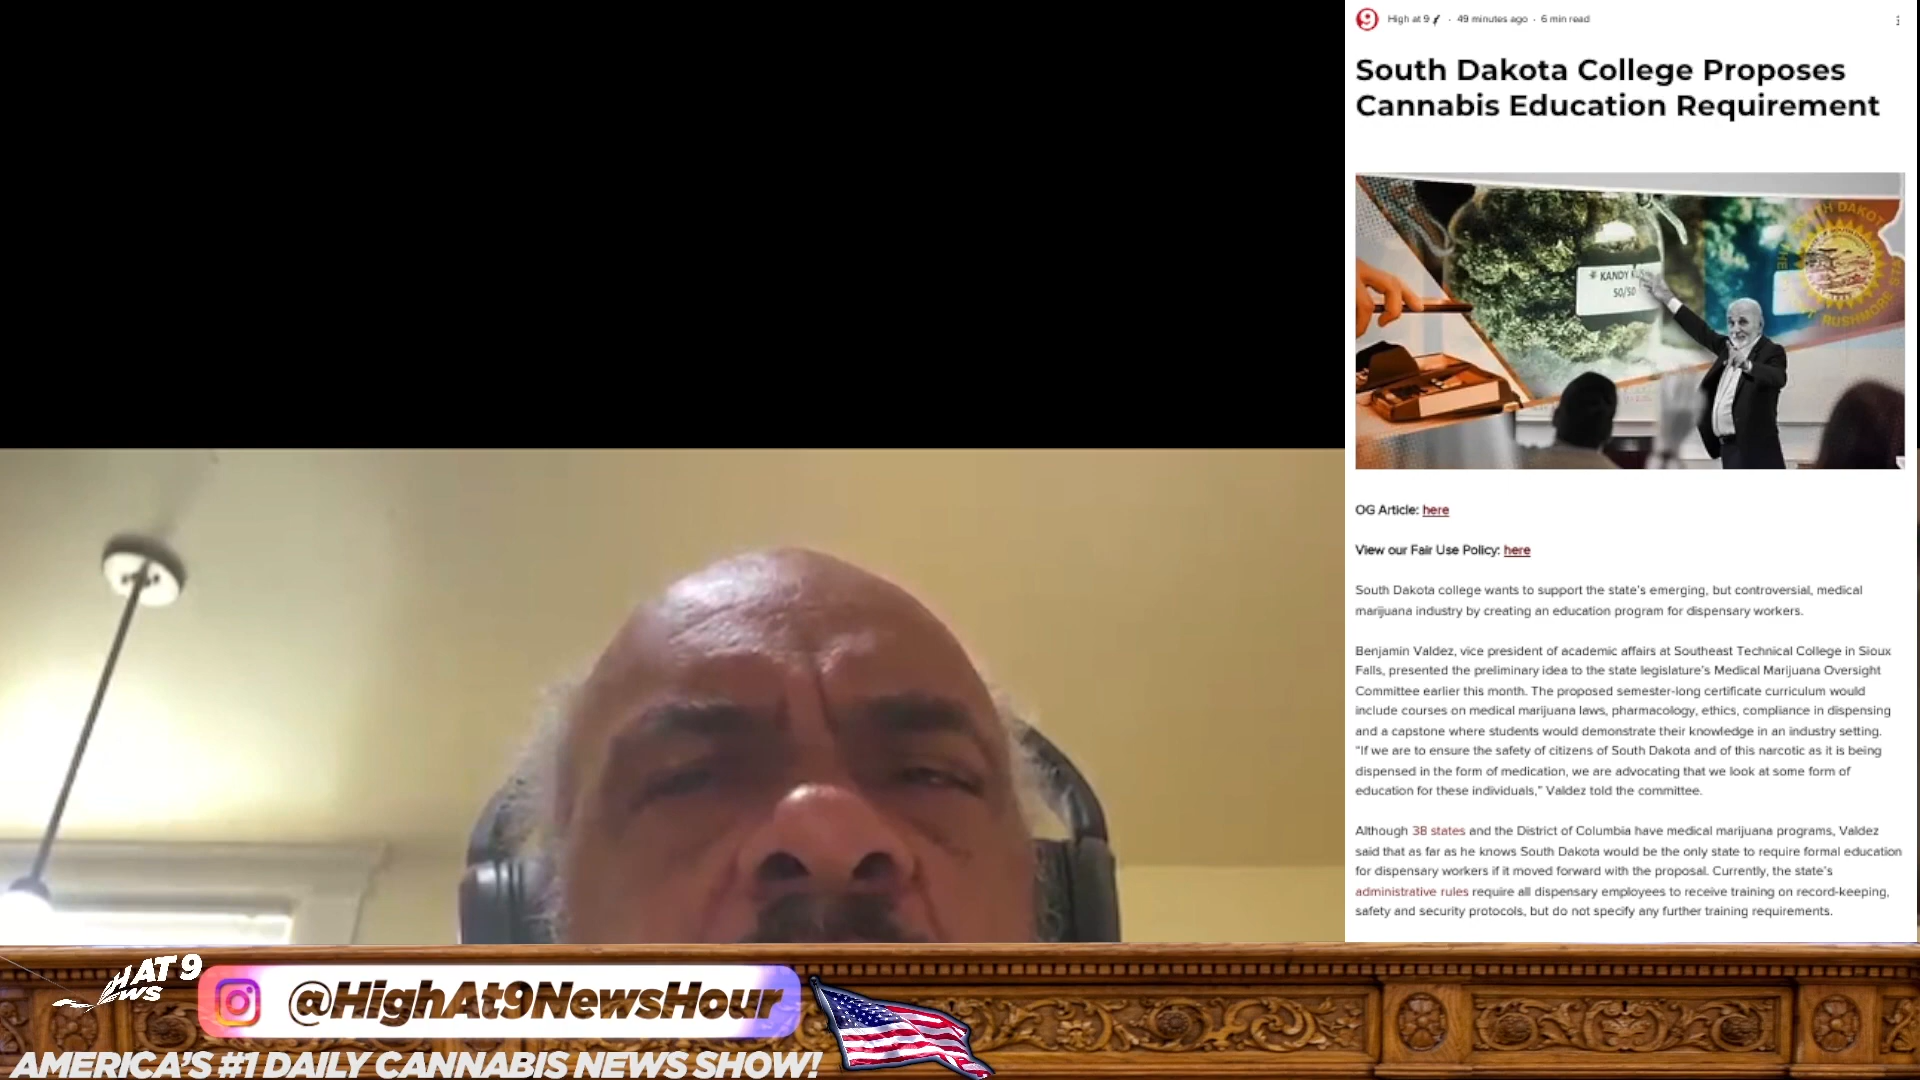 High at 9 · 49 minutes ago · 6 min read
South Dakota College Proposes
Cannabis Education Requirement
KANDY
50/50
SOUTH DAKOTA
RUSHMORE
OG Article: here
View our Fair Use Policy: here
South Dakota college wants to support the state's emerging, but controversial, medical
marijuana industry by creating an education program for dispensary workers.
Benjamin Valdez, vice president of academic affairs at Southeast Technical College in Sioux
Falls, presented the preliminary idea to the state legislature's Medical Marijuana Oversight
Committee earlier this month. The proposed semester-long certificate curriculum would
include courses on medical marijuana laws, pharmacology, ethics, compliance in dispensing
and a capstone where students would demonstrate their knowledge in an industry setting.
"If we are to ensure the safety of citizens of South Dakota and of this narcotic as it is being
dispensed in the form of medication, we are advocating that we look at some form of
education for these individuals," Valdez told the committee.
Although 38 states and the District of Columbia have medical marijuana programs, Valdez
said that as far as he knows South Dakota would be the only state to require formal education
for dispensary workers if it moved forward with the proposal. Currently, the state's
administrative rules require all dispensary employees to receive training on record-keeping,
safety and security protocols, but do not specify any further training requirements.
@HighAt9NewsHour
AMERICA'S #1 DAILY CANNABIS NEWS SHOW!